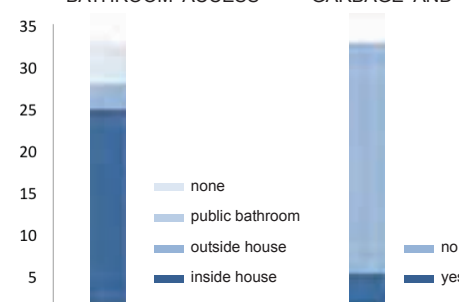 BATHROOM ACCESS
GARBAGE AND
35
30
25
20
15
10
5
none
public bathroom
outside house
inside house
no
yes